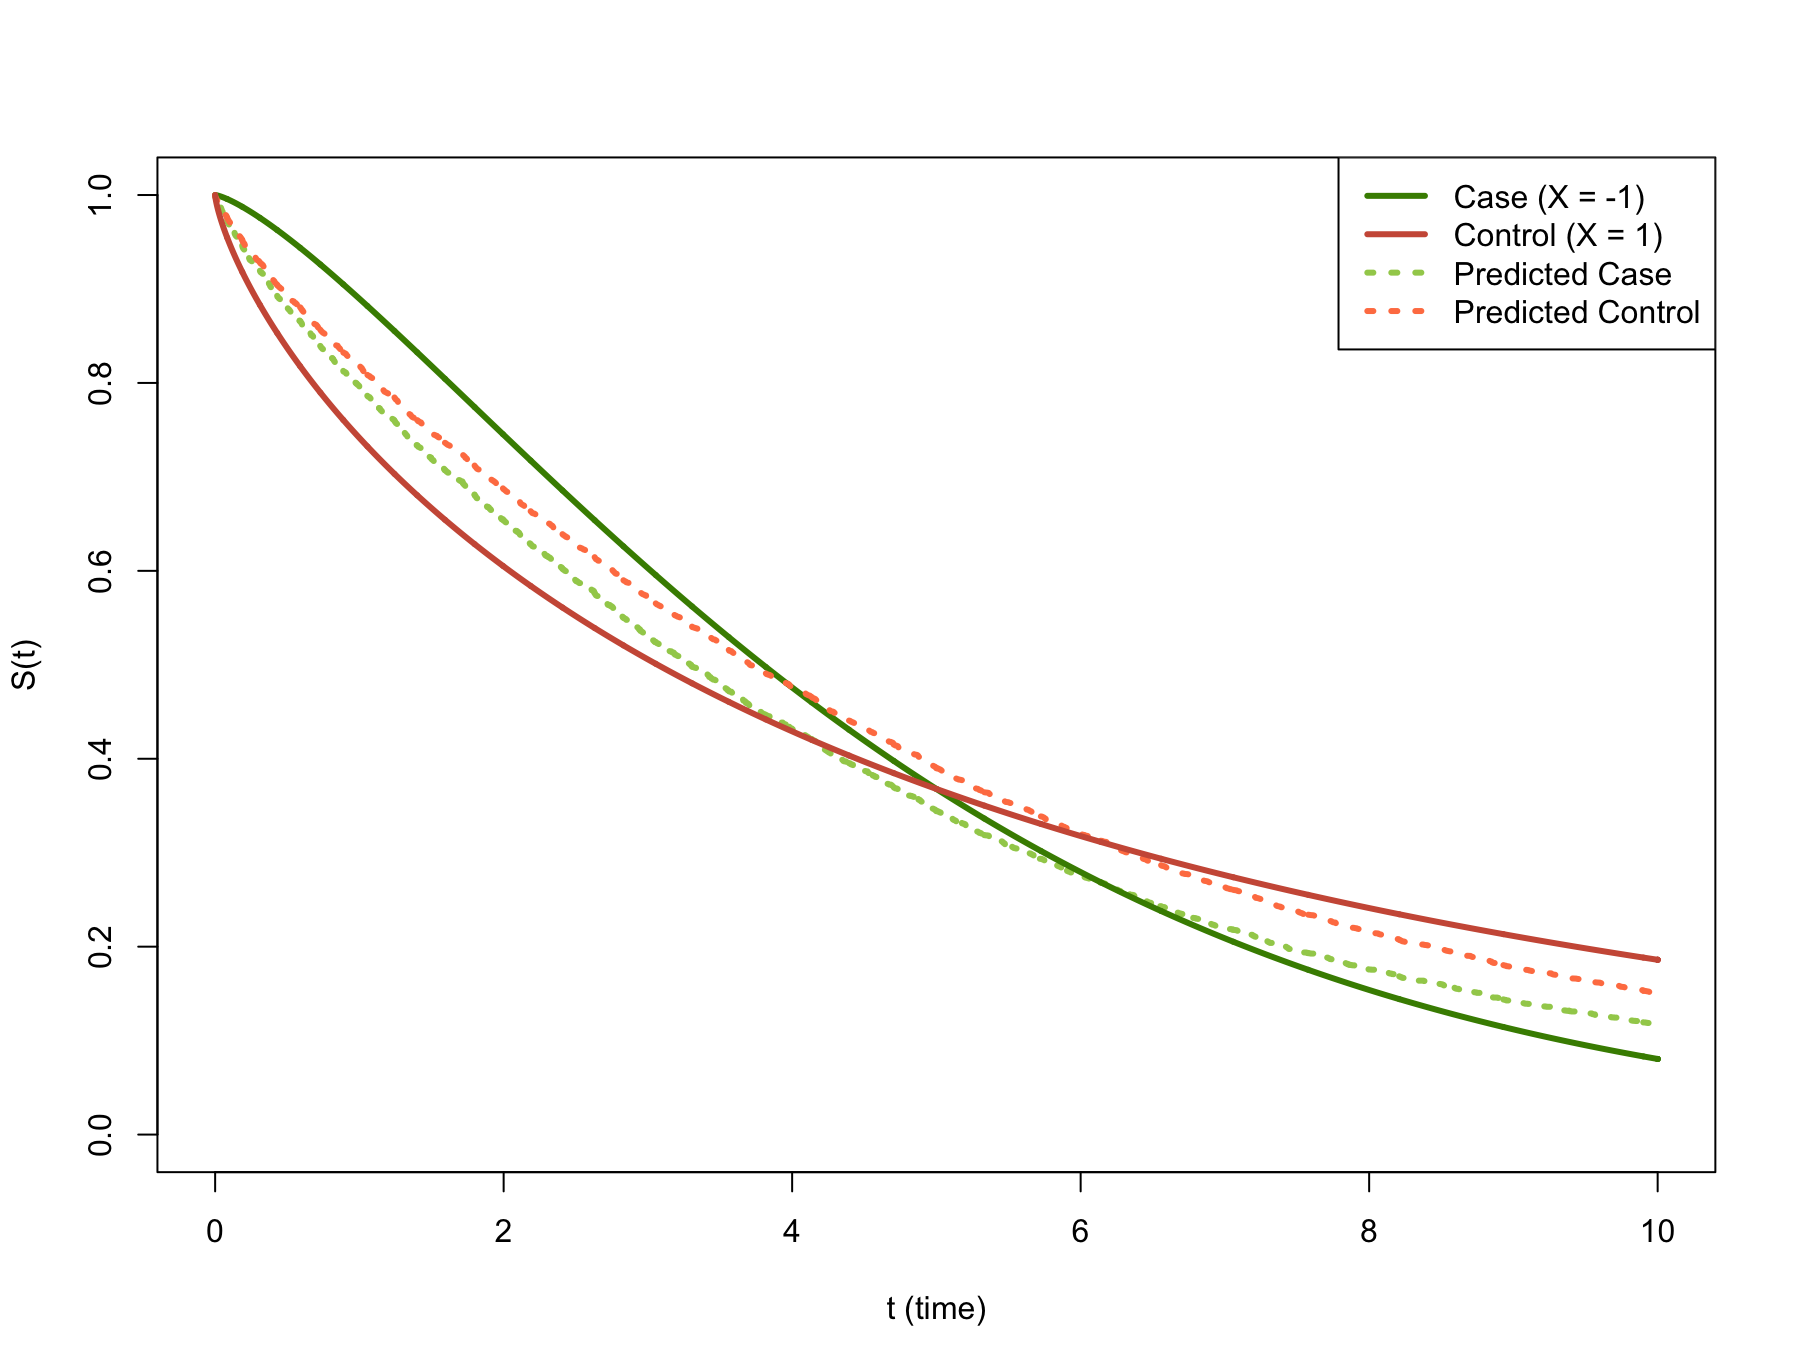 Case (X = -1)
Control (X = 1)
Predicted Case
Predicted Control
1.0
0.8
0.6
0.4
0.2
0.0
S(t)
0 2 4 6 8 10
t (time)